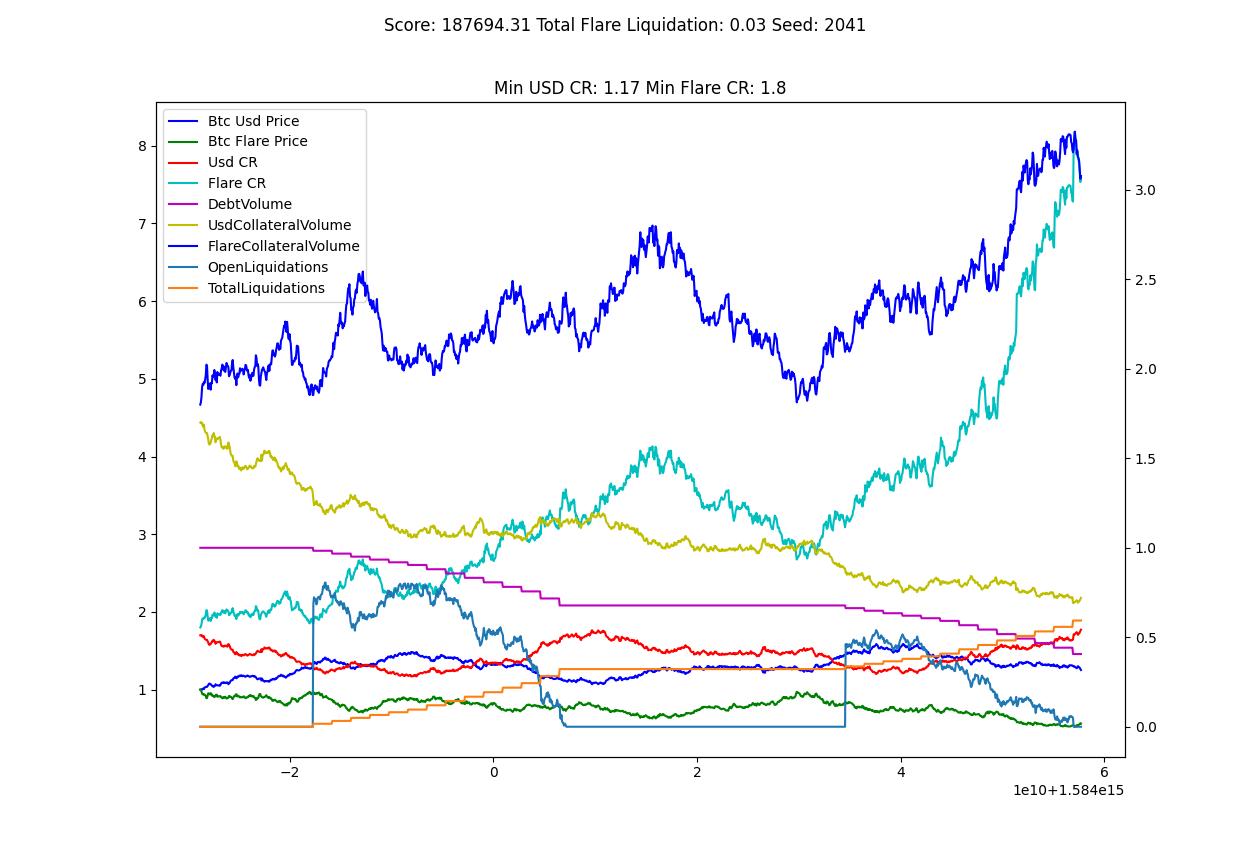 Score: 187694.31 Total Flare Liquidation: 0.03 Seed: 2041
Min USD CR: 1.17 Min Flare CR: 1.8
Btc Usd Price
Btc Flare Price
Usd CR
Flare CR
DebtVolume
UsdCollateralVolume
FlareCollateralVolume
OpenLiquidations
TotalLiquidations
8
7
6
5
4
3
2
1
3.0
2.5
2.0
1.5
1.0
0.5
0.0
−2 0 2 4 6
1e10+1.584e15